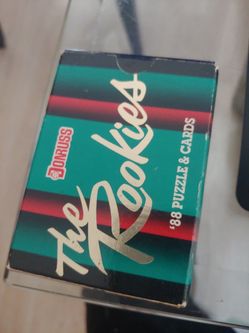 DONRUSS
The
Rookies
'88 PUZZLE & CARDS